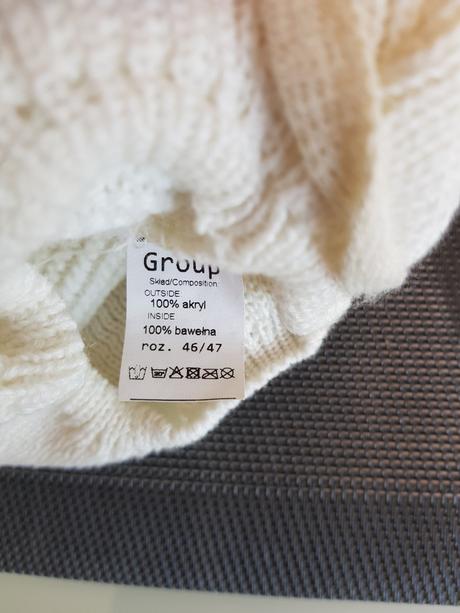 Group
Skład/Composition:
OUTSIDE
100% akryl
INSIDE
100% bawełna
roz. 46/47